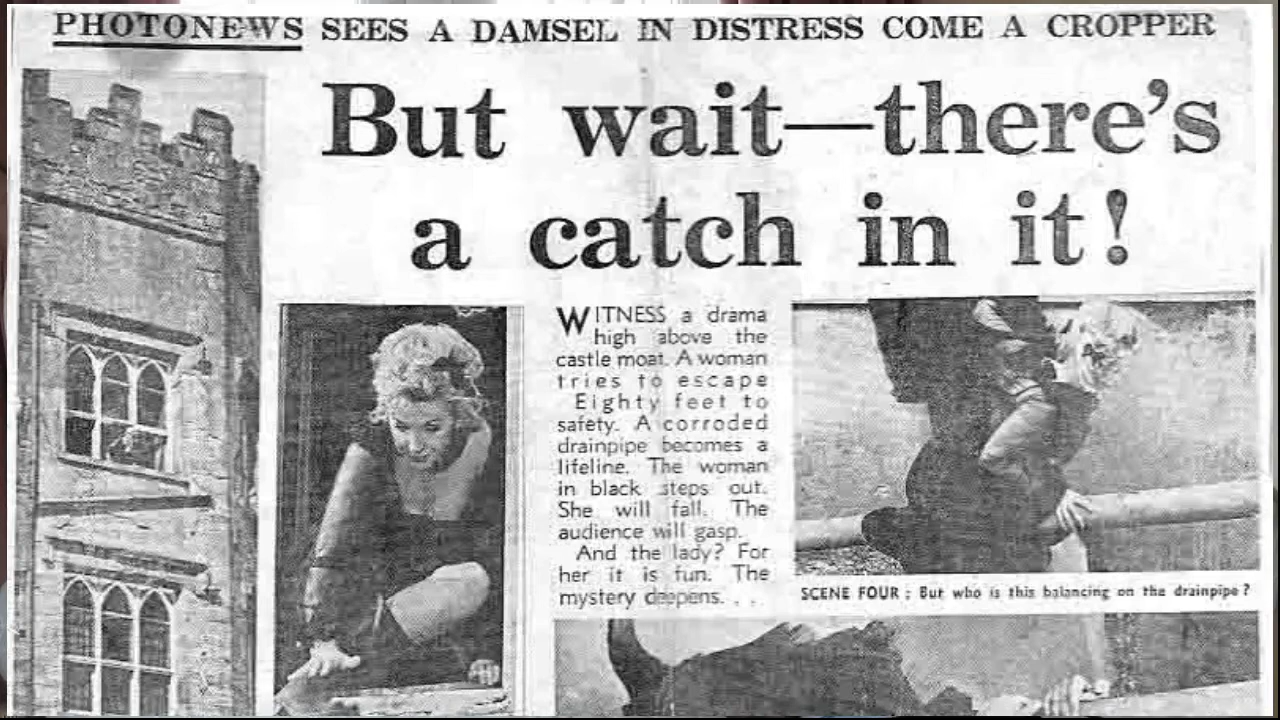 PHOTONEWS SEES A DAMSEL IN DISTRESS COME A CROPPER
But wait—there's
a catch in it!
WITNESS a drama
high above the
castle moat. A woman
tries to escape
Eighty feet to
safety. A corroded
drainpipe becomes a
lifeline. The woman
in black steps out.
She will fall. The
audience will gasp.
And the lady? For
her it is fun. The
mystery deepens. . .
SCENE FOUR : But who is this balancing on the drainpipe?